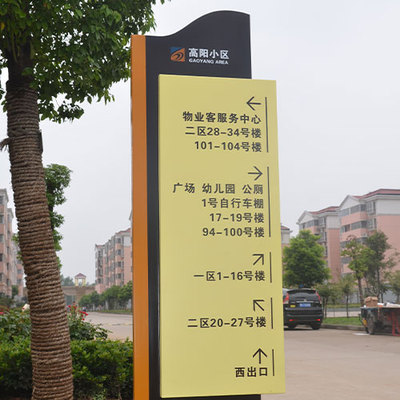 高阳小区
GAOYANG AREA
←
物业客服务中心
二区28-34号楼
101-104号楼
→
广场 幼儿园 公厕
1号自行车棚
17-19号楼
94-100号楼
↗
一区1-16号楼
↖
二区20-27号楼
↑
西出口